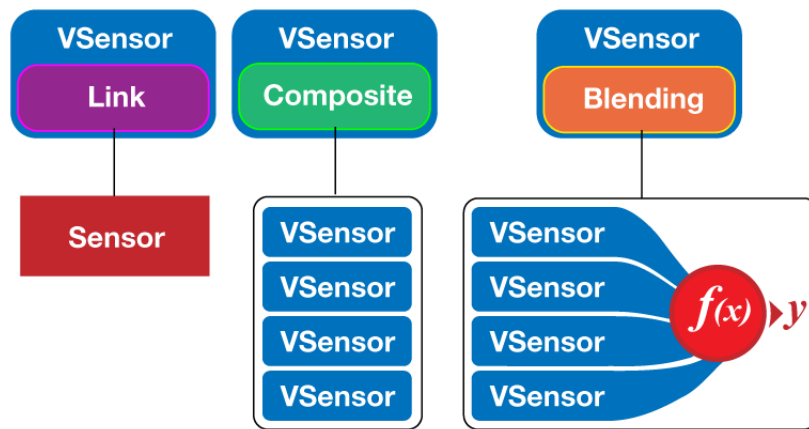 VSensor
Link
Sensor
VSensor
Composite
VSensor
VSensor
VSensor
VSensor
VSensor
Blending
VSensor
VSensor
VSensor
VSensor
f(x)
y